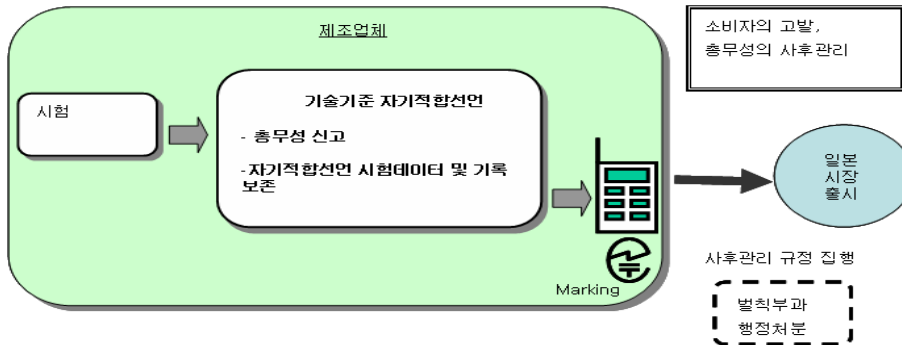 제조업체
시험
기술기준 자기적합선언
- 총무성 신고
-자기적합선언 시험데이터 및 기록
보존
Marking
소비자의 고발,
총무성의 사후관리
일본
시장
출시
사후관리 규정 집행
벌칙부과
행정처분